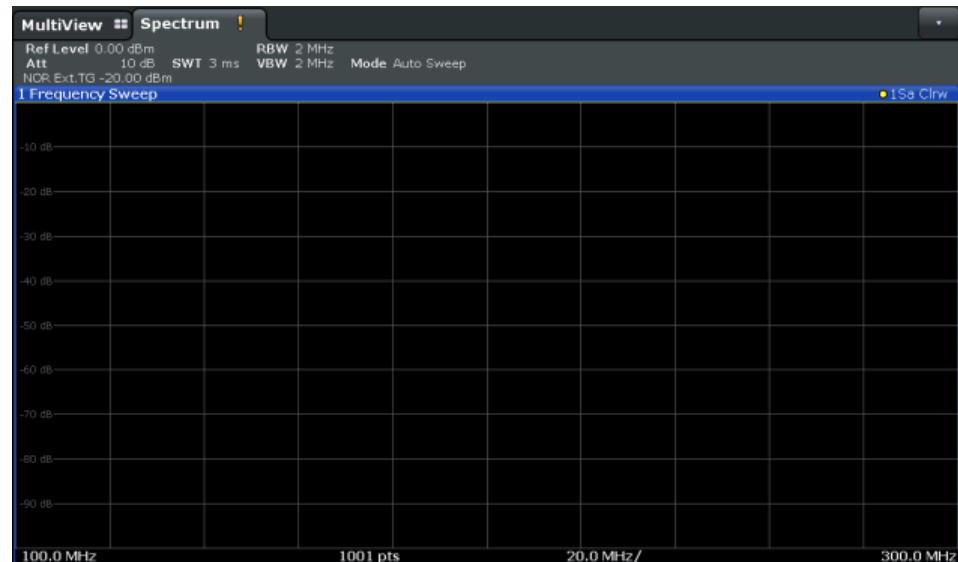 MultiView Spectrum !
Ref Level 0.00 dBm RBW 2 MHz
Att 10 dB SWT 3 ms VBW 2 MHz Mode Auto Sweep
NOR Ext.TG -20.00 dBm
1 Frequency Sweep 1Sa Clrw
-10 dB
-20 dB
-30 dB
-40 dB
-50 dB
-60 dB
-70 dB
-80 dB
-90 dB
100.0 MHz 1001 pts 20.0 MHz/ 300.0 MHz